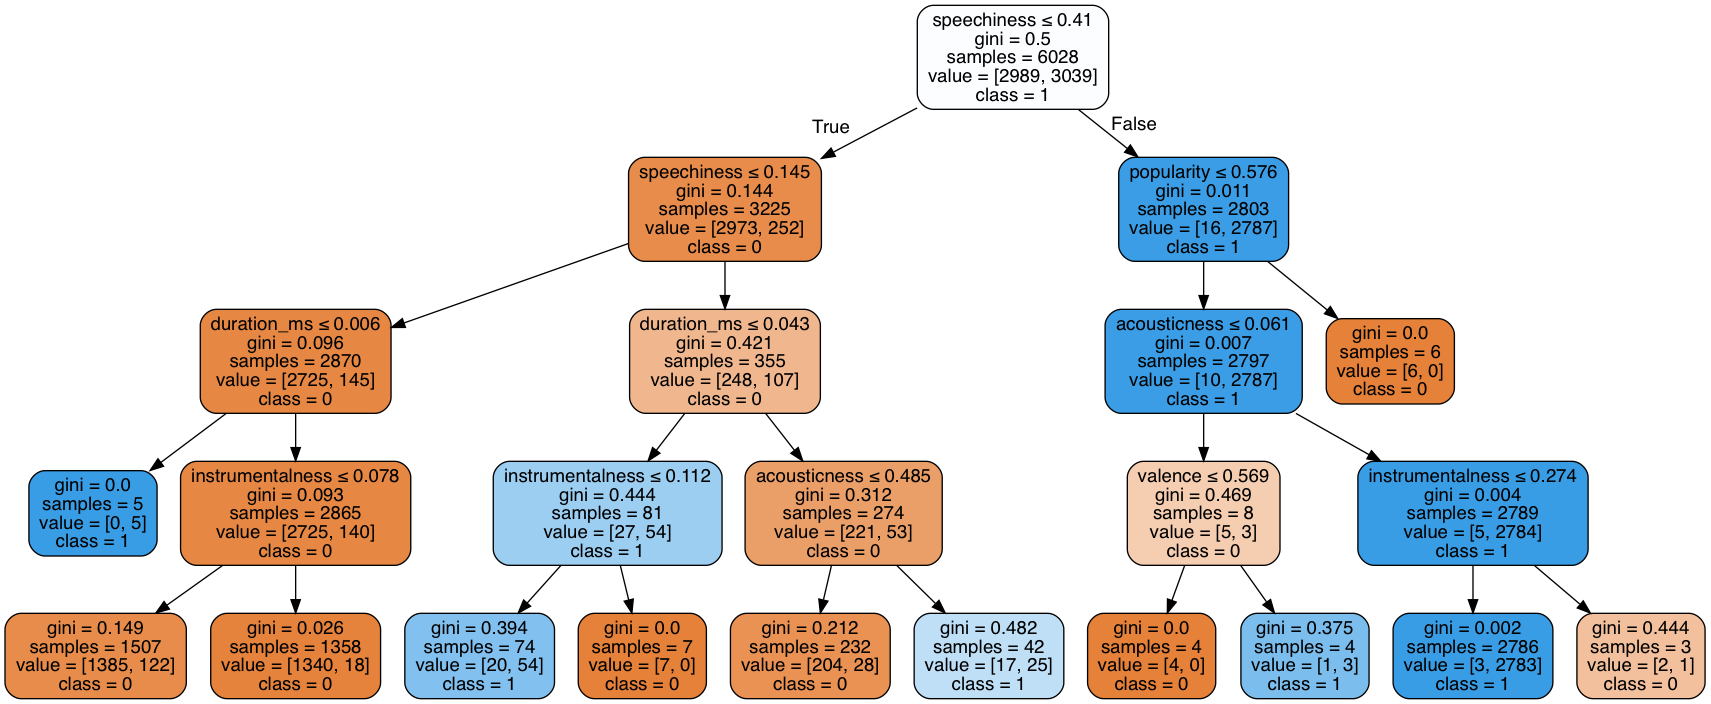 speechiness ≤ 0.41
gini = 0.5
samples = 6028
value = [2989, 3039]
class = 1
True
False
speechiness ≤ 0.145
gini = 0.144
samples = 3225
value = [2973, 252]
class = 0
popularity ≤ 0.576
gini = 0.011
samples = 2803
value = [16, 2787]
class = 1
duration_ms ≤ 0.006
gini = 0.096
samples = 2870
value = [2725, 145]
class = 0
duration_ms ≤ 0.043
gini = 0.421
samples = 355
value = [248, 107]
class = 0
acousticness ≤ 0.061
gini = 0.007
samples = 2797
value = [10, 2787]
class = 1
gini = 0.0
samples = 6
value = [6, 0]
class = 0
gini = 0.0
samples = 5
value = [0, 5]
class = 1
instrumentalness ≤ 0.078
gini = 0.093
samples = 2865
value = [2725, 140]
class = 0
instrumentalness ≤ 0.112
gini = 0.444
samples = 81
value = [27, 54]
class = 1
acousticness ≤ 0.485
gini = 0.312
samples = 274
value = [221, 53]
class = 0
valence ≤ 0.569
gini = 0.469
samples = 8
value = [5, 3]
class = 0
instrumentalness ≤ 0.274
gini = 0.004
samples = 2789
value = [5, 2784]
class = 1
gini = 0.149
samples = 1507
value = [1385, 122]
class = 0
gini = 0.026
samples = 1358
value = [1340, 18]
class = 0
gini = 0.394
samples = 74
value = [20, 54]
class = 1
gini = 0.0
samples = 7
value = [7, 0]
class = 0
gini = 0.212
samples = 232
value = [204, 28]
class = 0
gini = 0.482
samples = 42
value = [17, 25]
class = 1
gini = 0.0
samples = 4
value = [4, 0]
class = 0
gini = 0.375
samples = 4
value = [1, 3]
class = 1
gini = 0.002
samples = 2786
value = [3, 2783]
class = 1
gini = 0.444
samples = 3
value = [2, 1]
class = 0